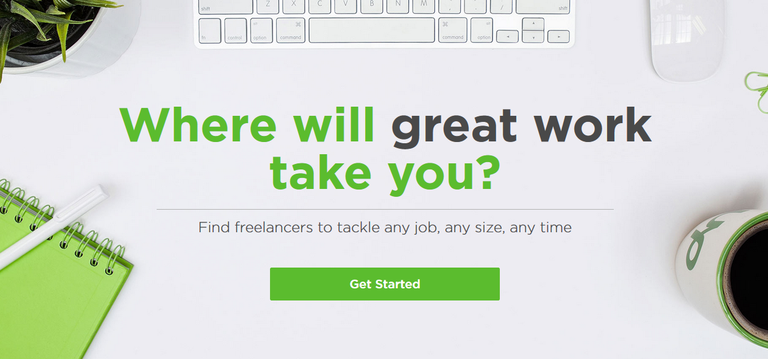 shift Z X C V B N M shift
fn control option command command option
Where will great work
take you?
Find freelancers to tackle any job, any size, any time
Get Started